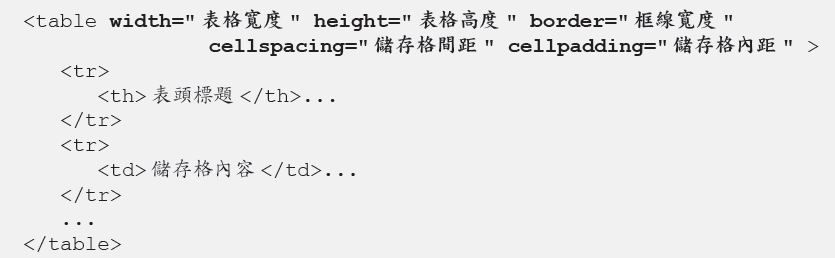 <table width=" 表格寬度 " height=" 表格高度 " border=" 框線寬度 "
cellspacing=" 儲存格間距 " cellpadding=" 儲存格內距 " >
<tr>
<th> 表頭標題 </th>...
</tr>
<tr>
<td> 儲存格內容 </td>...
</tr>
...
</table>